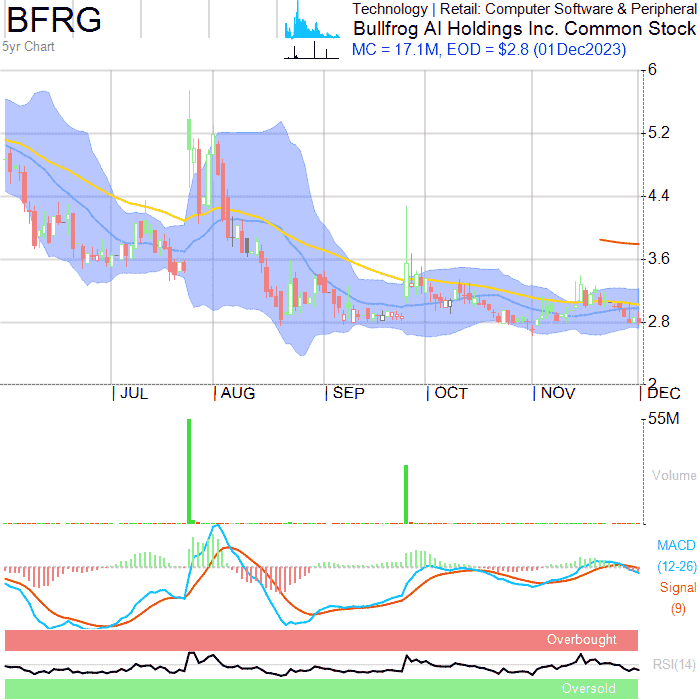 BFRG
5yr Chart
Technology | Retail: Computer Software & Peripheral
Bullfrog AI Holdings Inc. Common Stock
MC = 17.1M, EOD = $2.8 (01Dec2023)
6
5.2
4.4
3.6
2.8
2
JUL
AUG
SEP
OCT
NOV
DEC
55M
Volume
MACD
(12-26)
Signal
(9)
Overbought
RSI(14)
Oversold